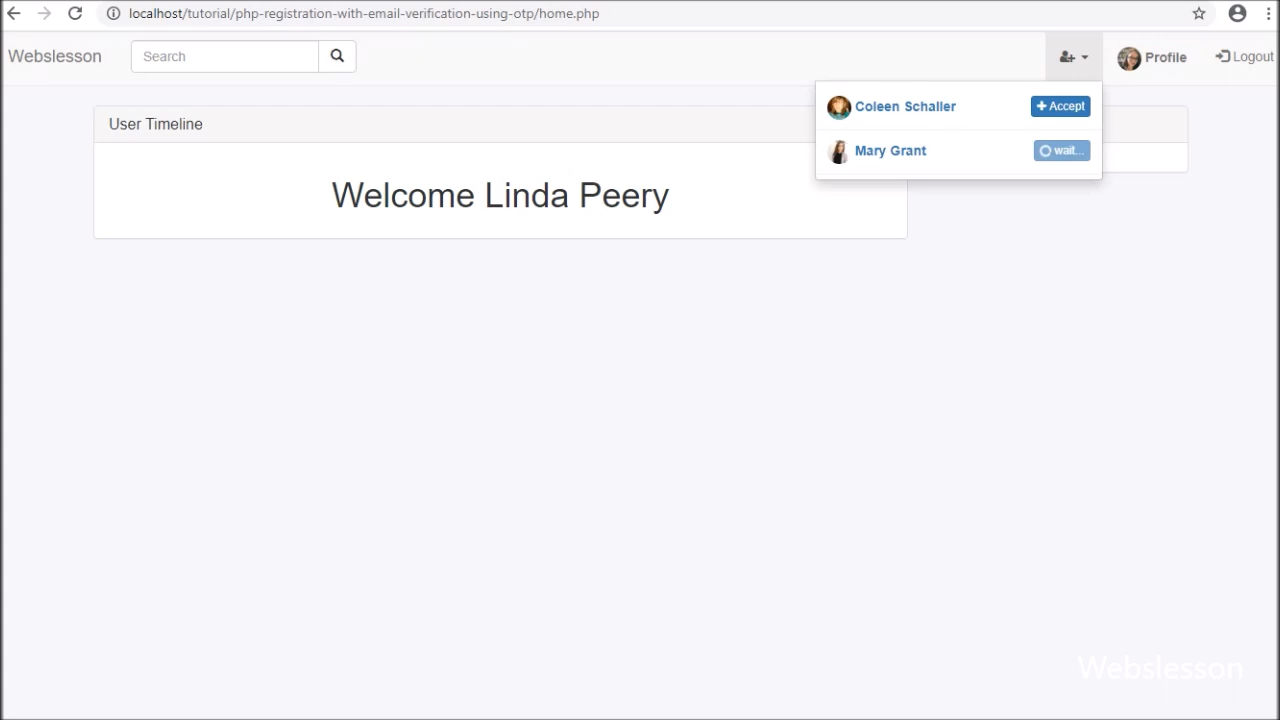 localhost/tutorial/php-registration-with-email-verification-using-otp/home.php
Webslesson
Search
Profile
Logout
Coleen Schaller
Accept
Mary Grant
wait...
User Timeline
Welcome Linda Peery
Webslesson